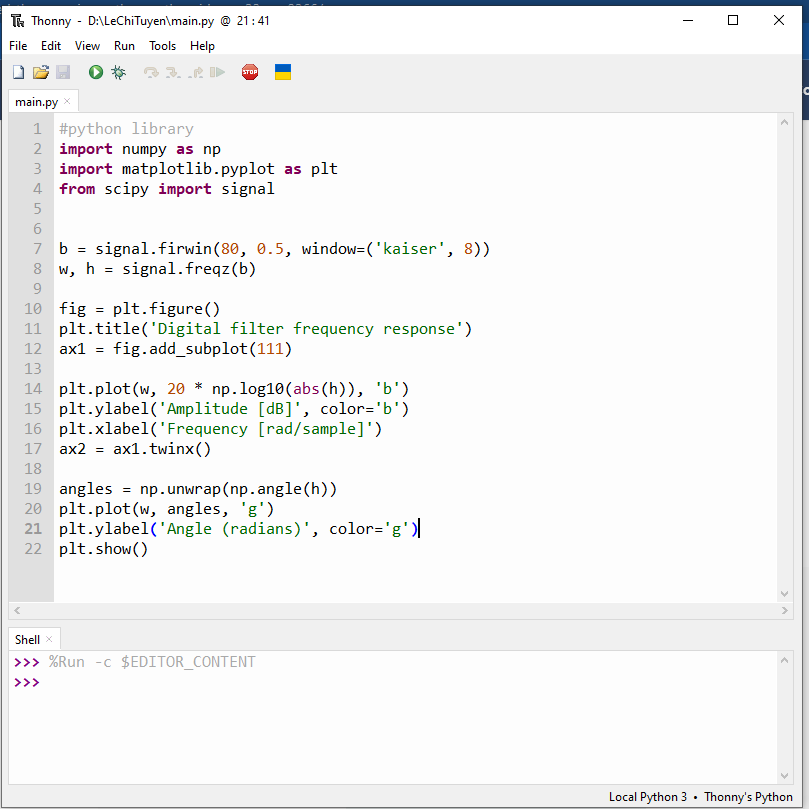 Thonny - D:\LeChiTuyen\main.py @ 21:41
File Edit View Run Tools Help
STOP
main.py ×
1 #python library
2 import numpy as np
3 import matplotlib.pyplot as plt
4 from scipy import signal
5
6
7 b = signal.firwin(80, 0.5, window=('kaiser', 8))
8 w, h = signal.freqz(b)
9
10 fig = plt.figure()
11 plt.title('Digital filter frequency response')
12 ax1 = fig.add_subplot(111)
13
14 plt.plot(w, 20 * np.log10(abs(h)), 'b')
15 plt.ylabel('Amplitude [dB]', color='b')
16 plt.xlabel('Frequency [rad/sample]')
17 ax2 = ax1.twinx()
18
19 angles = np.unwrap(np.angle(h))
20 plt.plot(w, angles, 'g')
21 plt.ylabel('Angle (radians)', color='g')
22 plt.show()
Shell ×
>>> %Run -c $EDITOR_CONTENT
>>>
Local Python 3 • Thonny's Python